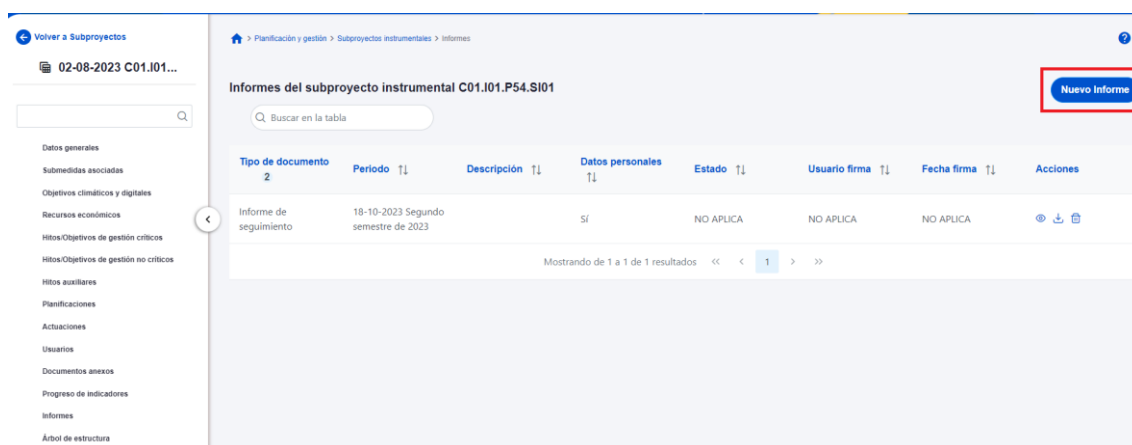 Volver a Subproyectos
02-08-2023 C01.I01...
Datos generales
Submedidas asociadas
Objetivos climáticos y digitales
Recursos económicos
Hitos/Objetivos de gestión críticos
Hitos/Objetivos de gestión no críticos
Hitos auxiliares
Planificaciones
Actuaciones
Usuarios
Documentos anexos
Progreso de indicadores
Informes
Árbol de estructura
> Planificación y gestión > Subproyectos instrumentales > Informes
?
Informes del subproyecto instrumental C01.I01.P54.SI01
Nuevo Informe
Buscar en la tabla
Tipo de documento 2 Periodo Descripción Datos personales Estado Usuario firma Fecha firma Acciones
Informe de seguimiento 18-10-2023 Segundo semestre de 2023 Sí NO APLICA NO APLICA NO APLICA
Mostrando de 1 a 1 de 1 resultados << < 1 > >>